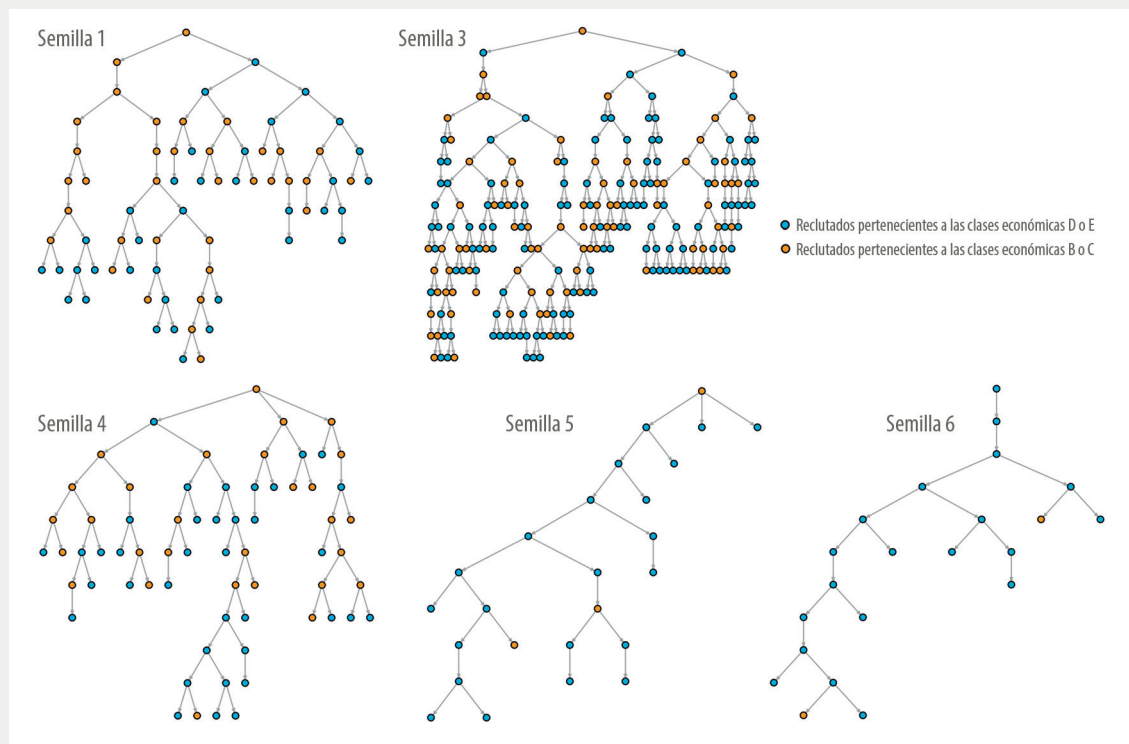 Semilla 1
Semilla 3
Reclutados pertenecientes a las clases económicas D o E
Reclutados pertenecientes a las clases económicas B o C
Semilla 4
Semilla 5
Semilla 6